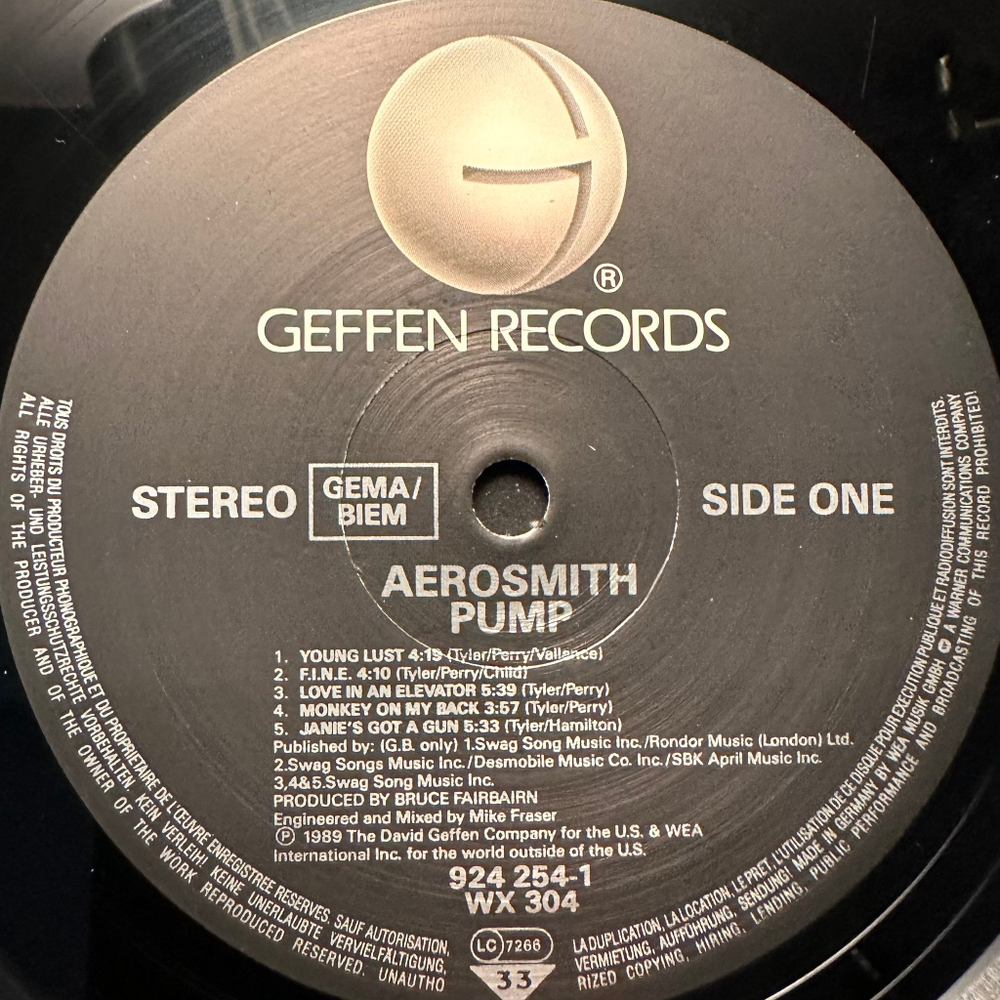 ®
GEFFEN RECORDS
STEREO
GEMA/
BIEM
SIDE ONE
AEROSMITH
PUMP
1. YOUNG LUST 4:19 (Tyler/Perry/Vallance)
2. F.I.N.E. 4:10 (Tyler/Perry/Child)
3. LOVE IN AN ELEVATOR 5:39 (Tyler/Perry)
4. MONKEY ON MY BACK 3:57 (Tyler/Perry)
5. JANIE'S GOT A GUN 5:33 (Tyler/Hamilton)
Published by: (G.B. only) 1.Swag Song Music Inc./Rondor Music (London) Ltd.
2.Swag Songs Music Inc./Desmobile Music Co. Inc./SBK April Music Inc.
3,4&5.Swag Song Music Inc.
PRODUCED BY BRUCE FAIRBAIRN
Engineered and Mixed by Mike Fraser
℗ 1989 The David Geffen Company for the U.S. & WEA
International Inc. for the world outside of the U.S.
924 254-1
WX 304
LC 7266
33
TOUS DROITS DU PRODUCTEUR PHONOGRAPHIQUE ET DU PROPRIETAIRE DE L'ŒUVRE ENREGISTREE RESERVES. SAUF AUTORISATION, LA DUPLICATION, LA LOCATION, LE PRET, L'UTILISATION DE CE DISQUE POUR EXECUTION PUBLIQUE ET RADIODIFFUSION SONT INTERDITS.
ALLE URHEBER- UND LEISTUNGSSCHUTZRECHTE VORBEHALTEN. KEIN VERLEIH! KEINE UNERLAUBTE VERVIELFÄLTIGUNG, VERMIETUNG, AUFFÜHRUNG, SENDUNG! MADE IN GERMANY BY WEA MUSIK GMBH A WARNER COMMUNICATIONS COMPANY
ALL RIGHTS OF THE PRODUCER AND OF THE OWNER OF THE WORK REPRODUCED RESERVED. UNAUTHORIZED COPYING, HIRING, LENDING, PUBLIC PERFORMANCE AND BROADCASTING OF THIS RECORD PROHIBITED!